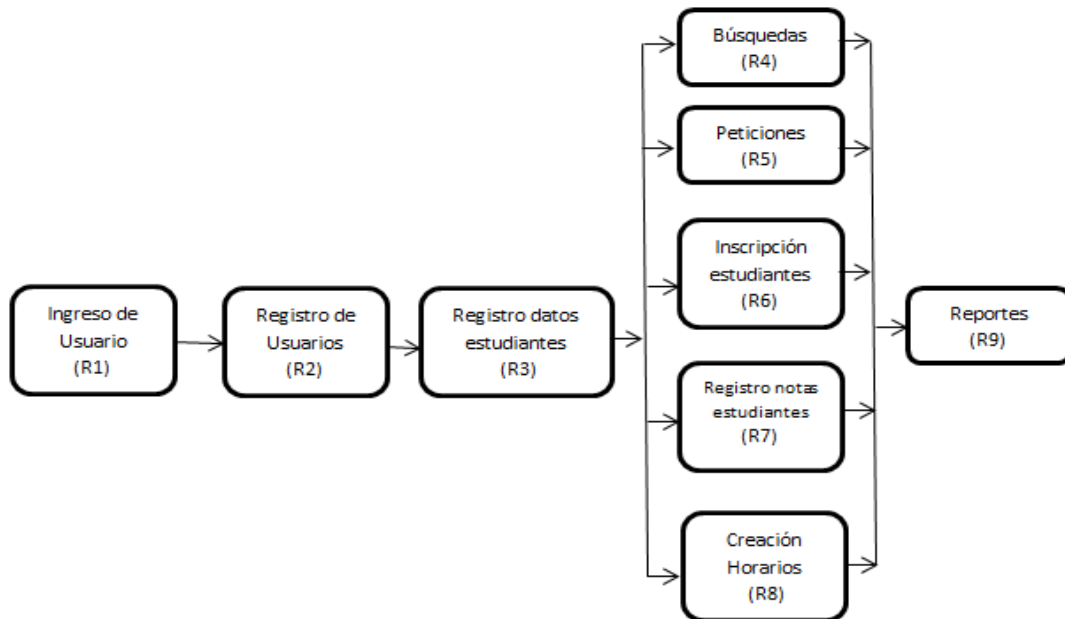 Ingreso de
Usuario
(R1)
Registro de
Usuarios
(R2)
Registro datos
estudiantes
(R3)
Búsquedas
(R4)
Peticiones
(R5)
Inscripción
estudiantes
(R6)
Registro notas
estudiantes
(R7)
Creación
Horarios
(R8)
Reportes
(R9)